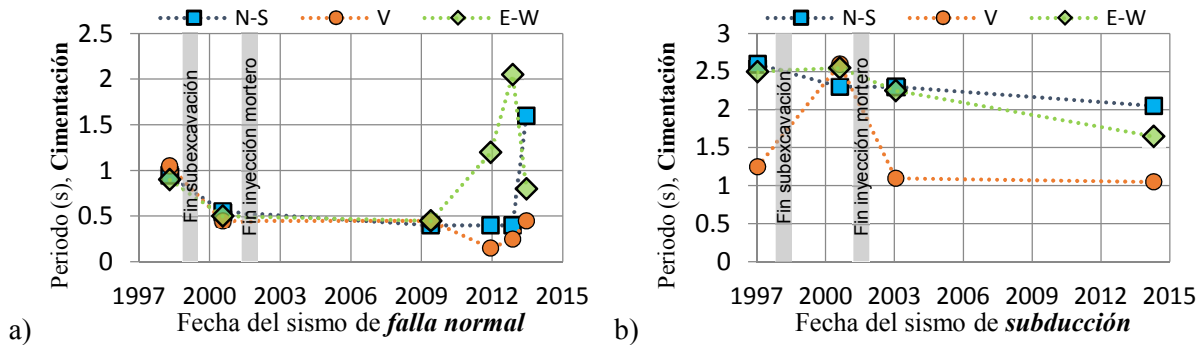 N-S V E-W
Periodo (s), Cimentación
2.5
2
1.5
1
0.5
0
Fin subexcavación
Fin inyección mortero
1997 2000 2003 2006 2009 2012 2015
a) Fecha del sismo de falla normal
N-S V E-W
Periodo (s), Cimentación
3
2.5
2
1.5
1
0.5
0
Fin subexcavación
Fin inyección mortero
1997 2000 2003 2006 2009 2012 2015
b) Fecha del sismo de subducción